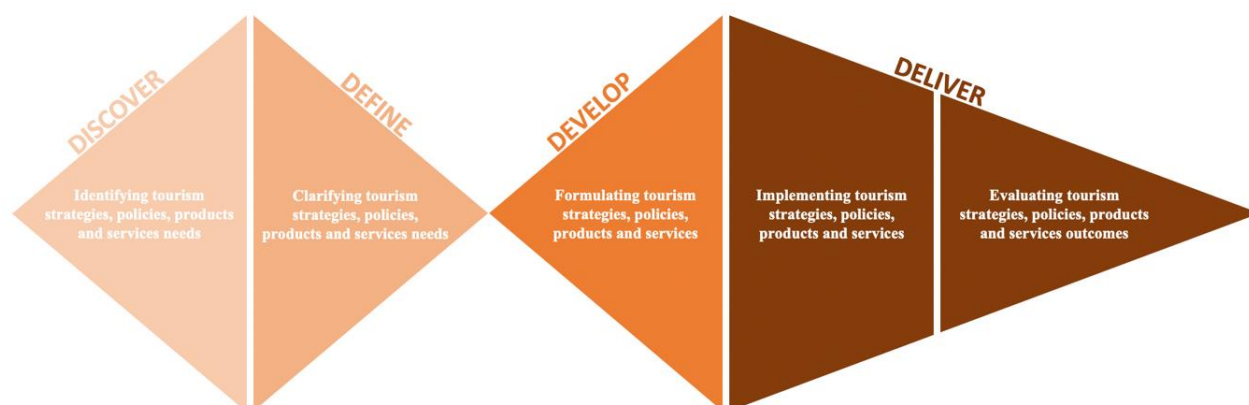 DISCOVER
Identifying tourism
strategies, policies, products
and services needs
DEFINE
Clarifying tourism
strategies, policies,
products and services needs
DEVELOP
Formulating tourism
strategies, policies,
products and services
DELIVER
Implementing tourism
strategies, policies,
products and services
Evaluating tourism
strategies, policies, products
and services outcomes